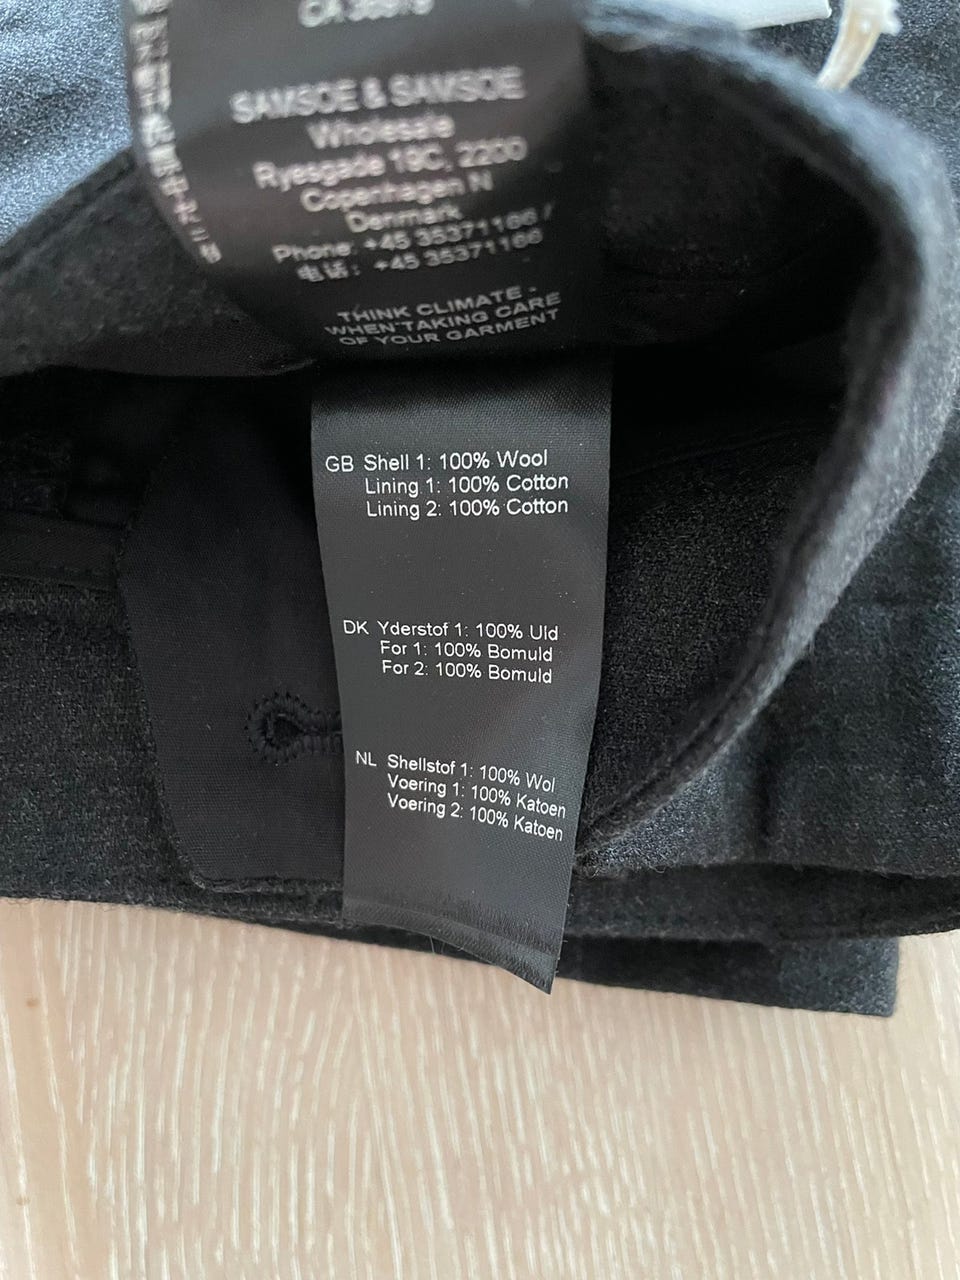 SAMSOE & SAMSOE
Wholesale
Ryesgade 19C, 2200
Copenhagen N
Denmark
Phone: +45 35371166 /
电话: +45 35371166
THINK CLIMATE -
WHEN TAKING CARE
OF YOUR GARMENT
GB Shell 1: 100% Wool
Lining 1: 100% Cotton
Lining 2: 100% Cotton
DK Yderstof 1: 100% Uld
For 1: 100% Bomuld
For 2: 100% Bomuld
NL Shellstof 1: 100% Wol
Voering 1: 100% Katoen
Voering 2: 100% Katoen